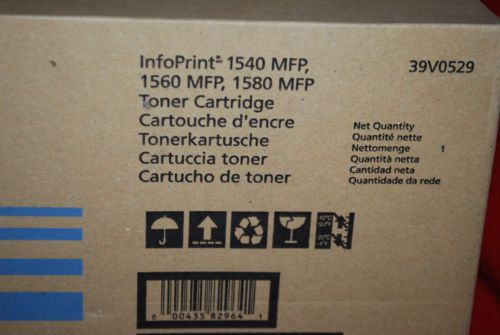 InfoPrint® 1540 MFP,
1560 MFP, 1580 MFP
39V0529
Toner Cartridge
Cartouche d'encre
Tonerkartusche
Cartuccia toner
Cartucho de toner
Net Quantity
Quantité nette
Nettomenge 1
Quantità netta
Cantidad neta
Quantidade da rede
0 00435 82964 1